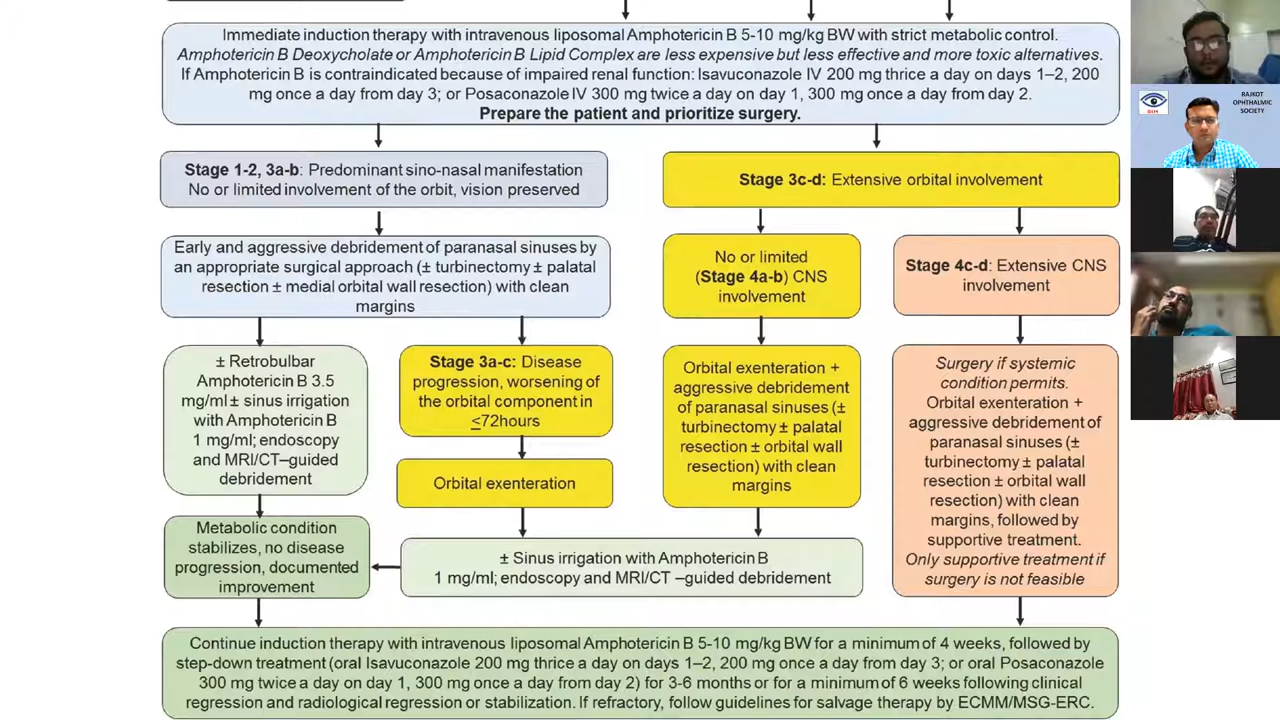 Immediate induction therapy with intravenous liposomal Amphotericin B 5-10 mg/kg BW with strict metabolic control.
Amphotericin B Deoxycholate or Amphotericin B Lipid Complex are less expensive but less effective and more toxic alternatives.
If Amphotericin B is contraindicated because of impaired renal function: Isavuconazole IV 200 mg thrice a day on days 1–2, 200
mg once a day from day 3; or Posaconazole IV 300 mg twice a day on day 1, 300 mg once a day from day 2.
Prepare the patient and prioritize surgery.
Stage 1-2, 3a-b: Predominant sino-nasal manifestation
No or limited involvement of the orbit, vision preserved
Stage 3c-d: Extensive orbital involvement
Early and aggressive debridement of paranasal sinuses by
an appropriate surgical approach (± turbinectomy ± palatal
resection ± medial orbital wall resection) with clean
margins
No or limited
(Stage 4a-b) CNS
involvement
Stage 4c-d: Extensive CNS
involvement
± Retrobulbar
Amphotericin B 3.5
mg/ml ± sinus irrigation
with Amphotericin B
1 mg/ml; endoscopy
and MRI/CT–guided
debridement
Stage 3a-c: Disease
progression, worsening of
the orbital component in
≤72hours
Orbital exenteration
Orbital exenteration +
aggressive debridement
of paranasal sinuses (±
turbinectomy ± palatal
resection ± orbital wall
resection) with clean
margins
Surgery if systemic
condition permits.
Orbital exenteration +
aggressive debridement of
paranasal sinuses (±
turbinectomy ± palatal
resection ± orbital wall
resection) with clean
margins, followed by
supportive treatment.
Only supportive treatment if
surgery is not feasible
Metabolic condition
stabilizes, no disease
progression, documented
improvement
± Sinus irrigation with Amphotericin B
1 mg/ml; endoscopy and MRI/CT –guided debridement
Continue induction therapy with intravenous liposomal Amphotericin B 5-10 mg/kg BW for a minimum of 4 weeks, followed by
step-down treatment (oral Isavuconazole 200 mg thrice a day on days 1–2, 200 mg once a day from day 3; or oral Posaconazole
300 mg twice a day on day 1, 300 mg once a day from day 2) for 3-6 months or for a minimum of 6 weeks following clinical
regression and radiological regression or stabilization. If refractory, follow guidelines for salvage therapy by ECMM/MSG-ERC.
RAJKOT
OPHTHALMIC
SOCIETY